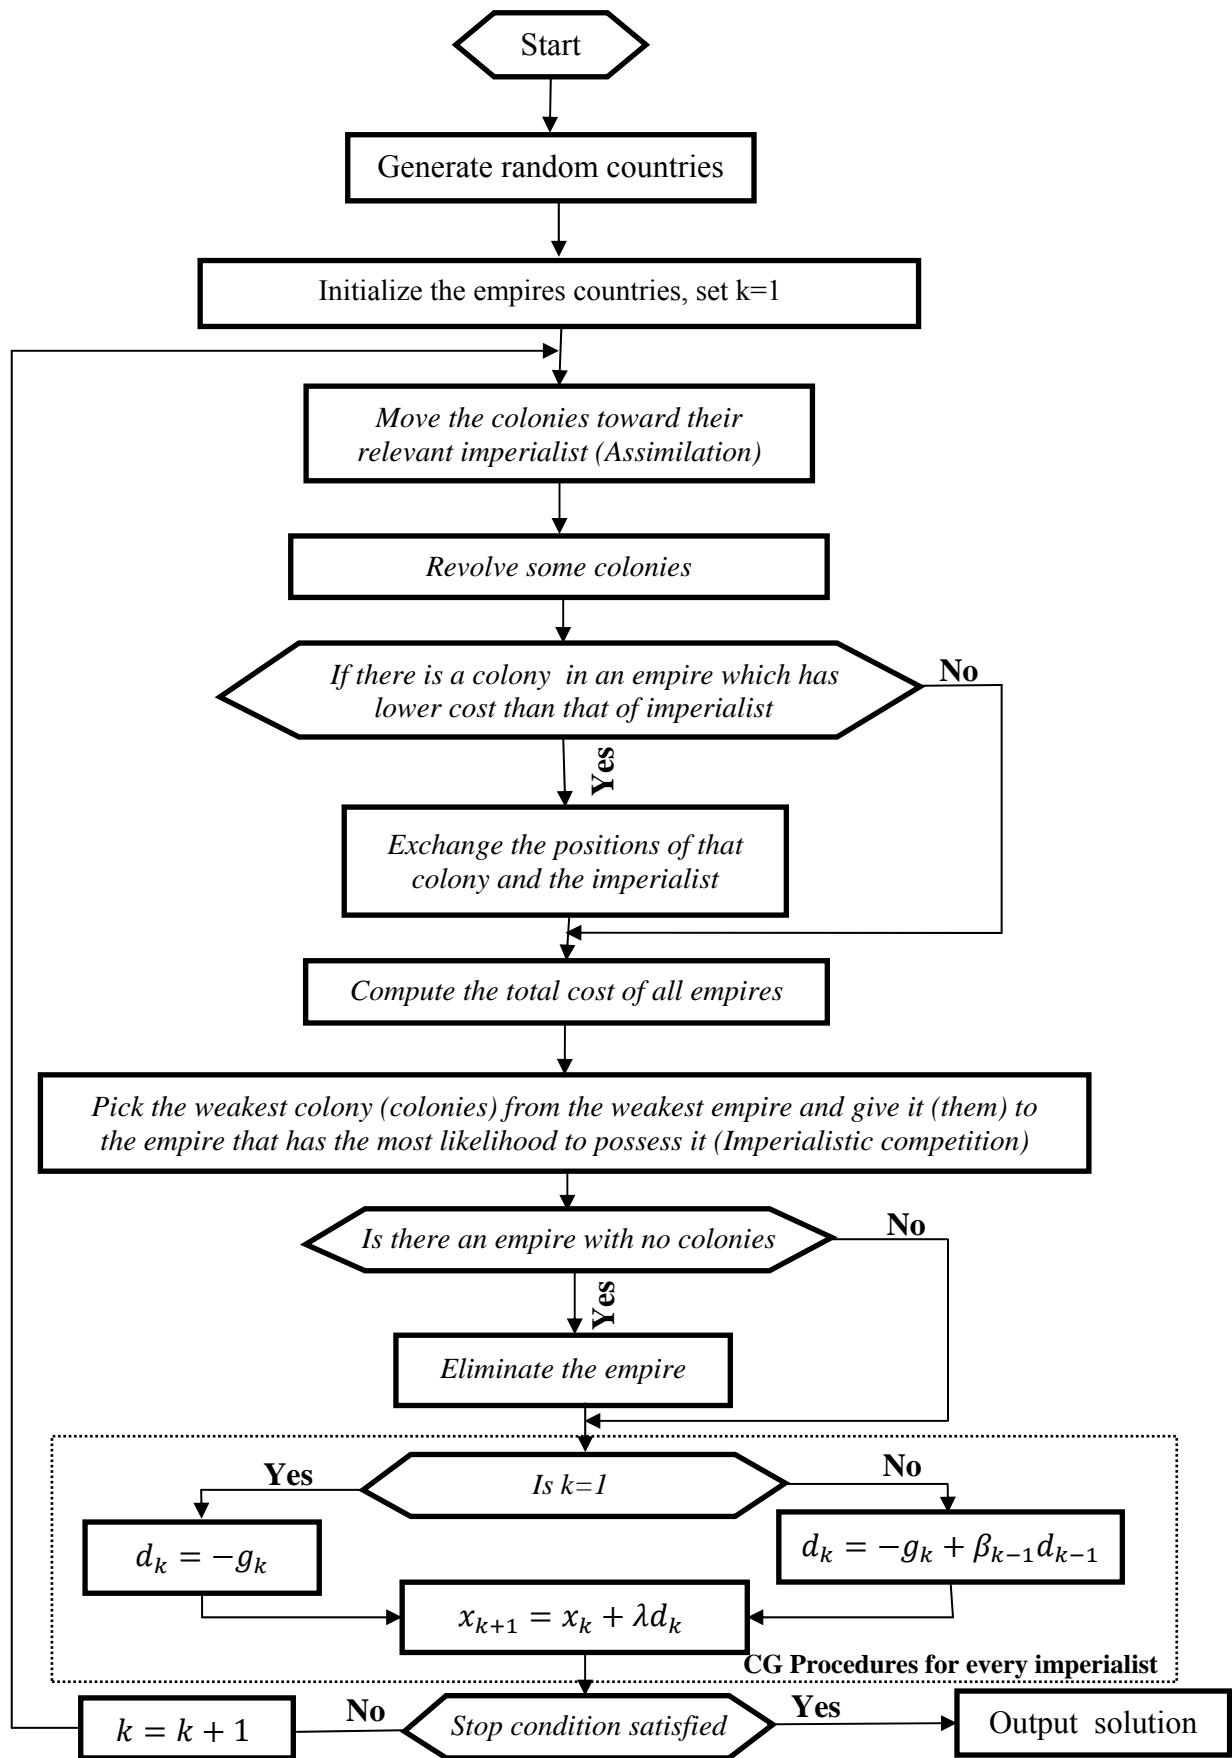 Start
Generate random countries
Initialize the empires countries, set k=1
Move the colonies toward their
relevant imperialist (Assimilation)
Revolve some colonies
If there is a colony in an empire which has
lower cost than that of imperialist
No
Yes
Exchange the positions of that
colony and the imperialist
Compute the total cost of all empires
Pick the weakest colony (colonies) from the weakest empire and give it (them) to
the empire that has the most likelihood to possess it (Imperialistic competition)
Is there an empire with no colonies
No
Yes
Eliminate the empire
Yes
Is k=1
No
$d_k = -g_k$
$d_k = -g_k + \beta_{k-1} d_{k-1}$
$x_{k+1} = x_k + \lambda d_k$
CG Procedures for every imperialist
$k = k + 1$
No
Stop condition satisfied
Yes
Output solution